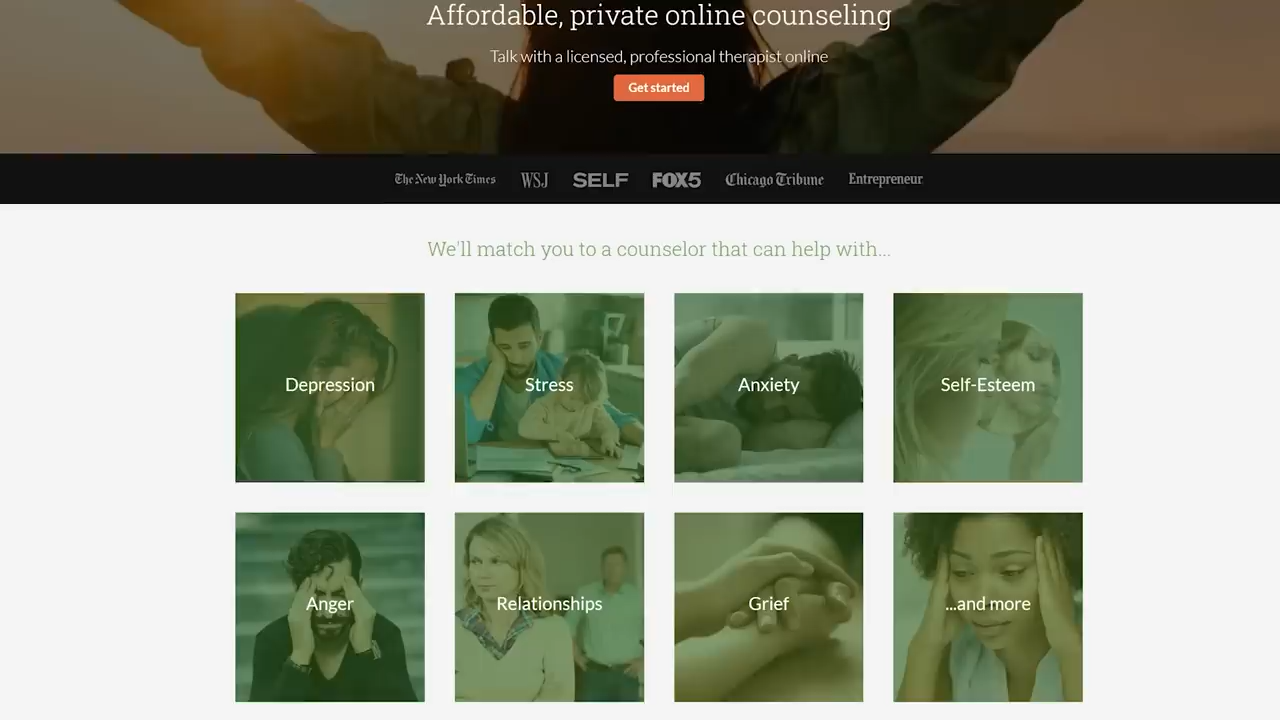 Affordable, private online counseling
Talk with a licensed, professional therapist online
Get started
The New York Times WSJ SELF FOX5 Chicago Tribune Entrepreneur
We'll match you to a counselor that can help with...
Depression Stress Anxiety Self-Esteem
Anger Relationships Grief ...and more